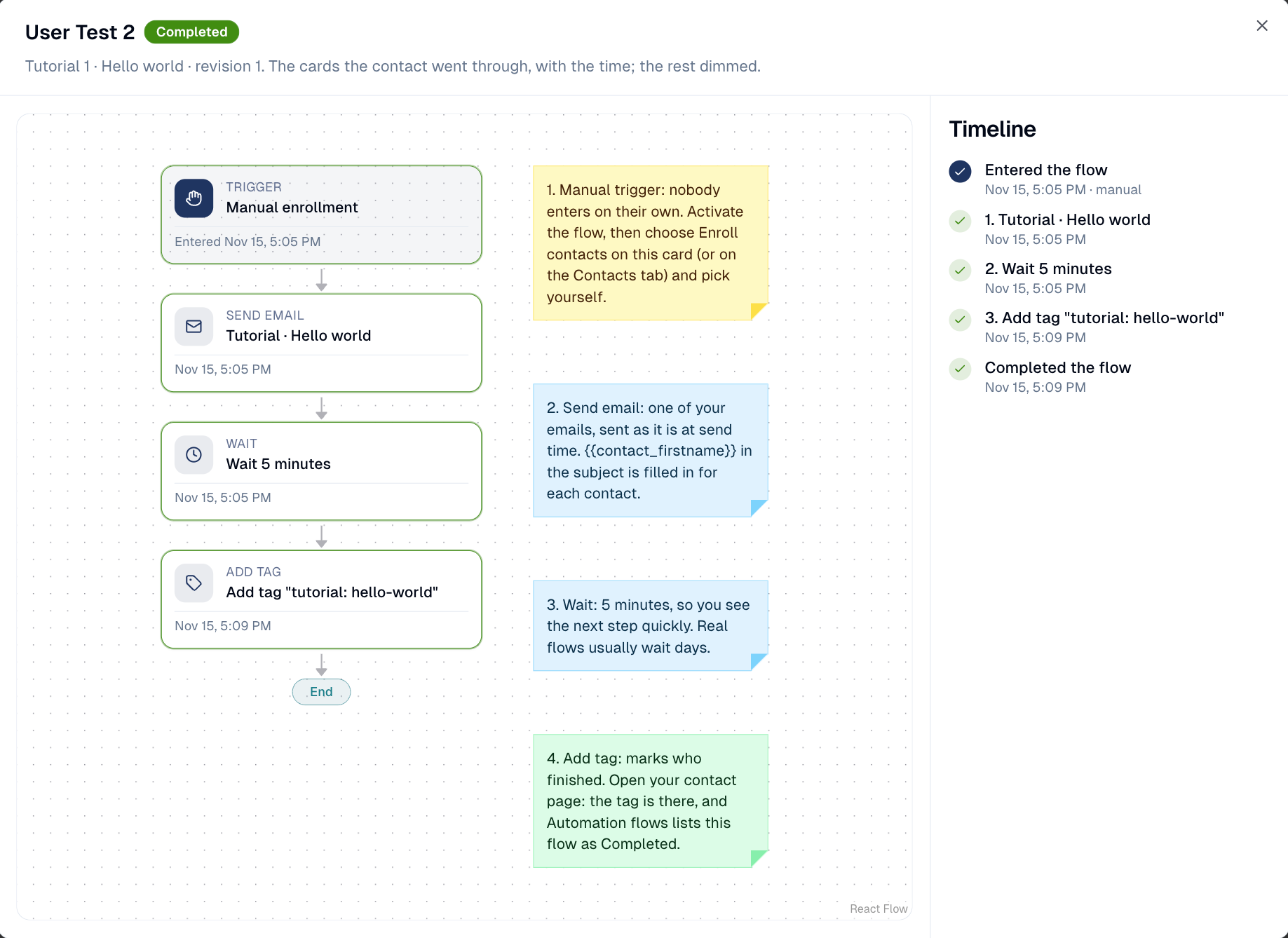 User Test 2 Completed
Tutorial 1 · Hello world · revision 1. The cards the contact went through, with the time; the rest dimmed.
TRIGGER
Manual enrollment
Entered Nov 15, 5:05 PM
SEND EMAIL
Tutorial · Hello world
Nov 15, 5:05 PM
WAIT
Wait 5 minutes
Nov 15, 5:05 PM
ADD TAG
Add tag "tutorial: hello-world"
Nov 15, 5:09 PM
End
1. Manual trigger: nobody
enters on their own. Activate
the flow, then choose Enroll
contacts on this card (or on
the Contacts tab) and pick
yourself.
2. Send email: one of your
emails, sent as it is at send
time. {{contact_firstname}} in
the subject is filled in for
each contact.
3. Wait: 5 minutes, so you see
the next step quickly. Real
flows usually wait days.
4. Add tag: marks who
finished. Open your contact
page: the tag is there, and
Automation flows lists this
flow as Completed.
React Flow
Timeline
Entered the flow
Nov 15, 5:05 PM · manual
1. Tutorial · Hello world
Nov 15, 5:05 PM
2. Wait 5 minutes
Nov 15, 5:05 PM
3. Add tag "tutorial: hello-world"
Nov 15, 5:09 PM
Completed the flow
Nov 15, 5:09 PM